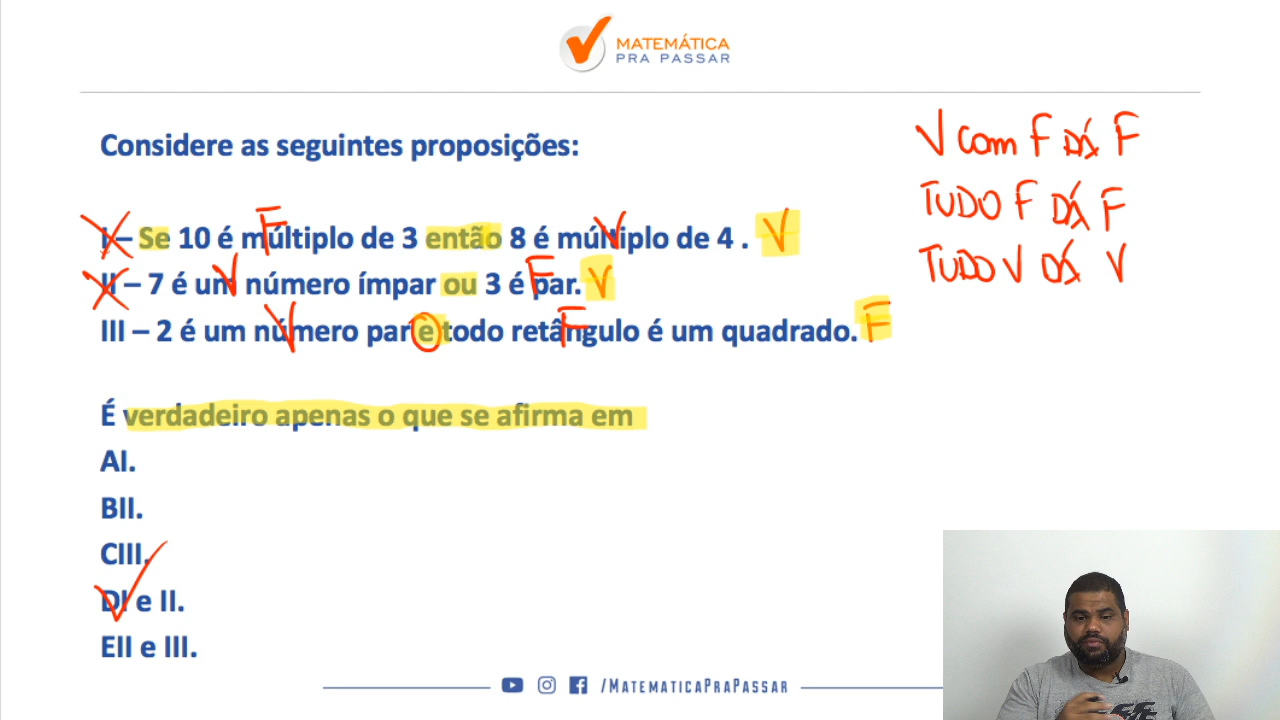 MATEMÁTICA
PRA PASSAR
Considere as seguintes proposições:
V com F DÁ F
TUDO F DÁ F
TUDO V DÁ V
F V
I – Se 10 é múltiplo de 3 então 8 é múltiplo de 4 . V
V F
II – 7 é um número ímpar ou 3 é par. V
V F
III – 2 é um número par e todo retângulo é um quadrado. F
É verdadeiro apenas o que se afirma em
AI.
BII.
CIII.
DI e II.
EII e III.
/MATEMATICAPRAPASSAR